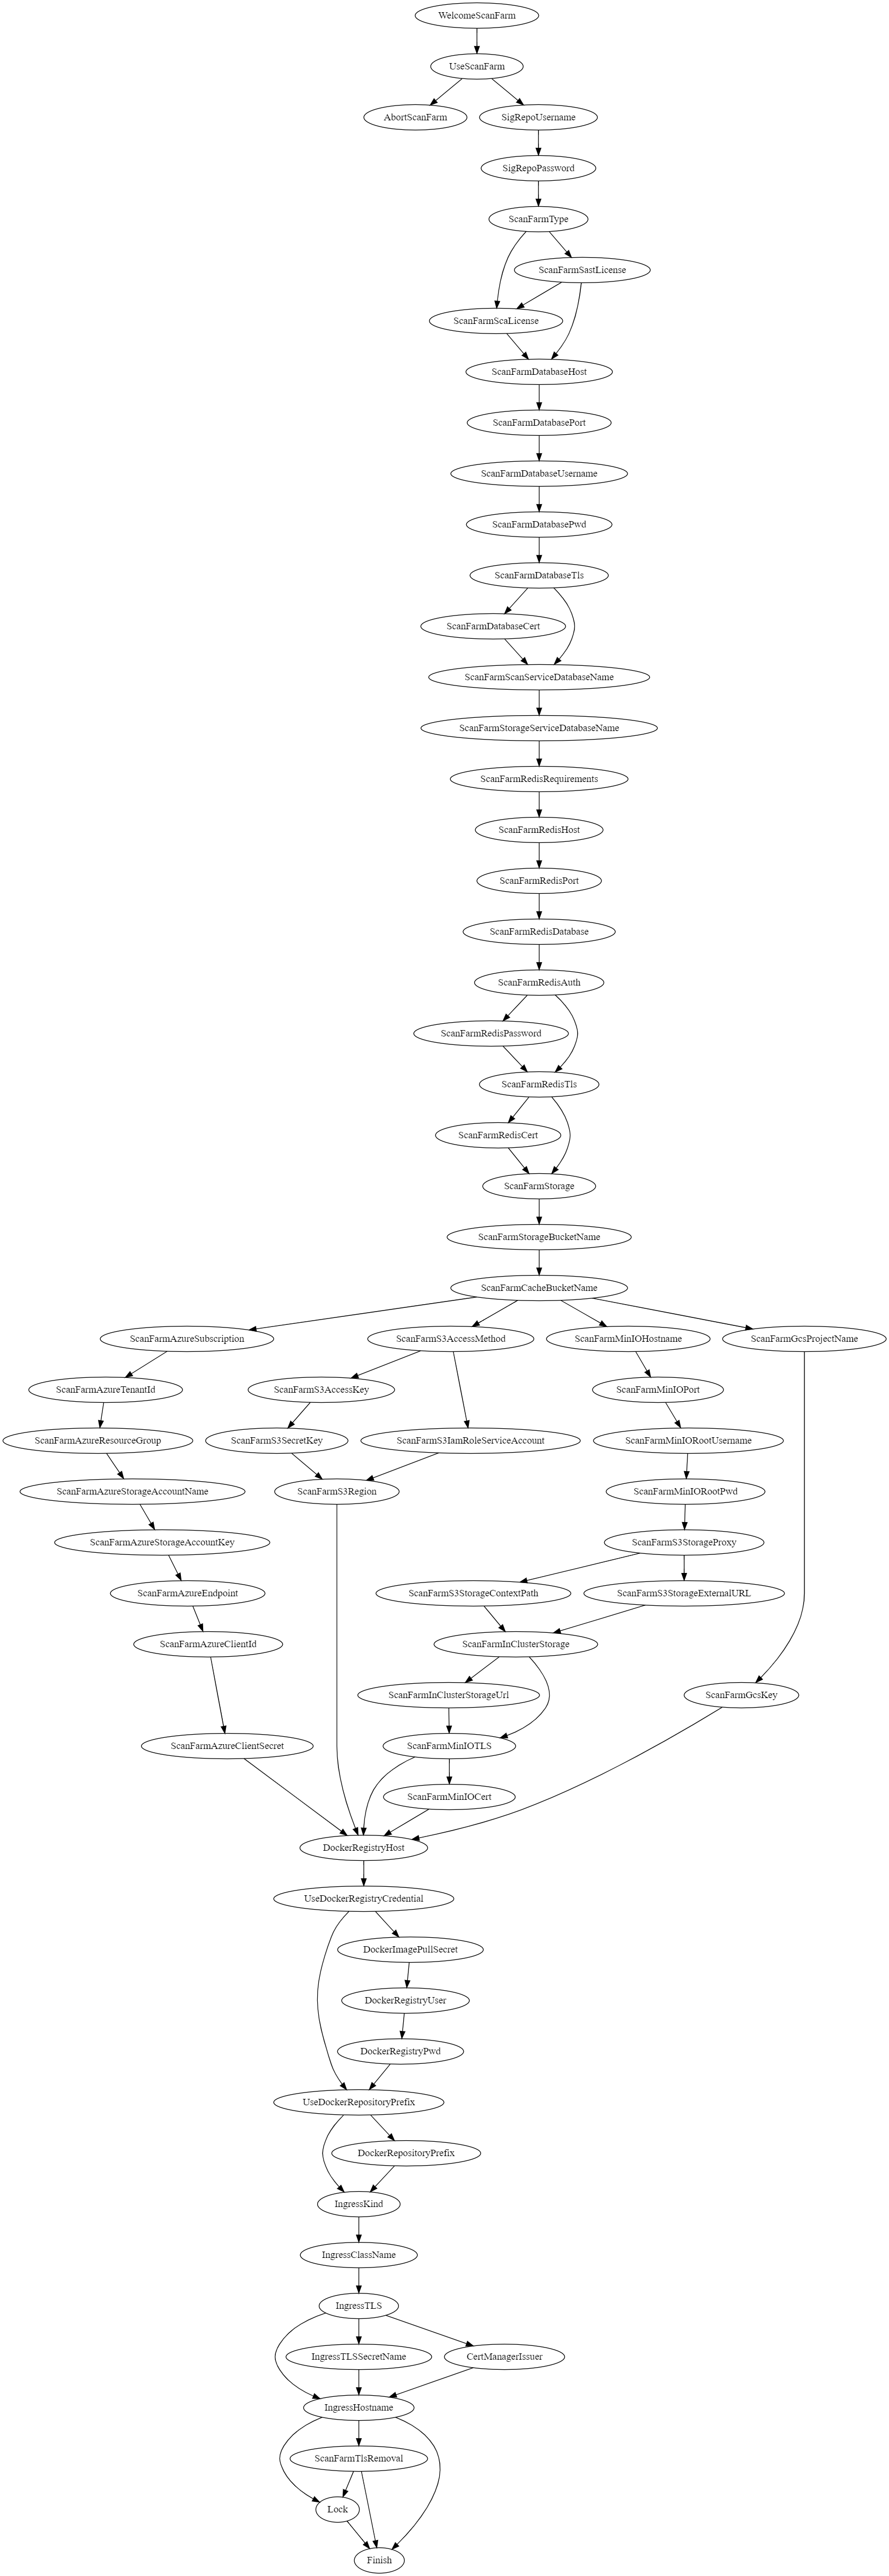 WelcomeScanFarm
UseScanFarm
AbortScanFarm
SigRepoUsername
SigRepoPassword
ScanFarmType
ScanFarmSastLicense
ScanFarmScaLicense
ScanFarmDatabaseHost
ScanFarmDatabasePort
ScanFarmDatabaseUsername
ScanFarmDatabasePwd
ScanFarmDatabaseTls
ScanFarmDatabaseCert
ScanFarmScanServiceDatabaseName
ScanFarmStorageServiceDatabaseName
ScanFarmRedisRequirements
ScanFarmRedisHost
ScanFarmRedisPort
ScanFarmRedisDatabase
ScanFarmRedisAuth
ScanFarmRedisPassword
ScanFarmRedisTls
ScanFarmRedisCert
ScanFarmStorage
ScanFarmStorageBucketName
ScanFarmCacheBucketName
ScanFarmAzureSubscription
ScanFarmS3AccessMethod
ScanFarmMinIOHostname
ScanFarmGcsProjectName
ScanFarmAzureTenantId
ScanFarmS3AccessKey
ScanFarmMinIOPort
ScanFarmAzureResourceGroup
ScanFarmS3SecretKey
ScanFarmS3IamRoleServiceAccount
ScanFarmMinIORootUsername
ScanFarmAzureStorageAccountName
ScanFarmS3Region
ScanFarmMinIORootPwd
ScanFarmAzureStorageAccountKey
ScanFarmS3StorageProxy
ScanFarmAzureEndpoint
ScanFarmS3StorageContextPath
ScanFarmS3StorageExternalURL
ScanFarmAzureClientId
ScanFarmInClusterStorage
ScanFarmInClusterStorageUrl
ScanFarmGcsKey
ScanFarmAzureClientSecret
ScanFarmMinIOTLS
ScanFarmMinIOCert
DockerRegistryHost
UseDockerRegistryCredential
DockerImagePullSecret
DockerRegistryUser
DockerRegistryPwd
UseDockerRepositoryPrefix
DockerRepositoryPrefix
IngressKind
IngressClassName
IngressTLS
IngressTLSSecretName
CertManagerIssuer
IngressHostname
ScanFarmTlsRemoval
Lock
Finish